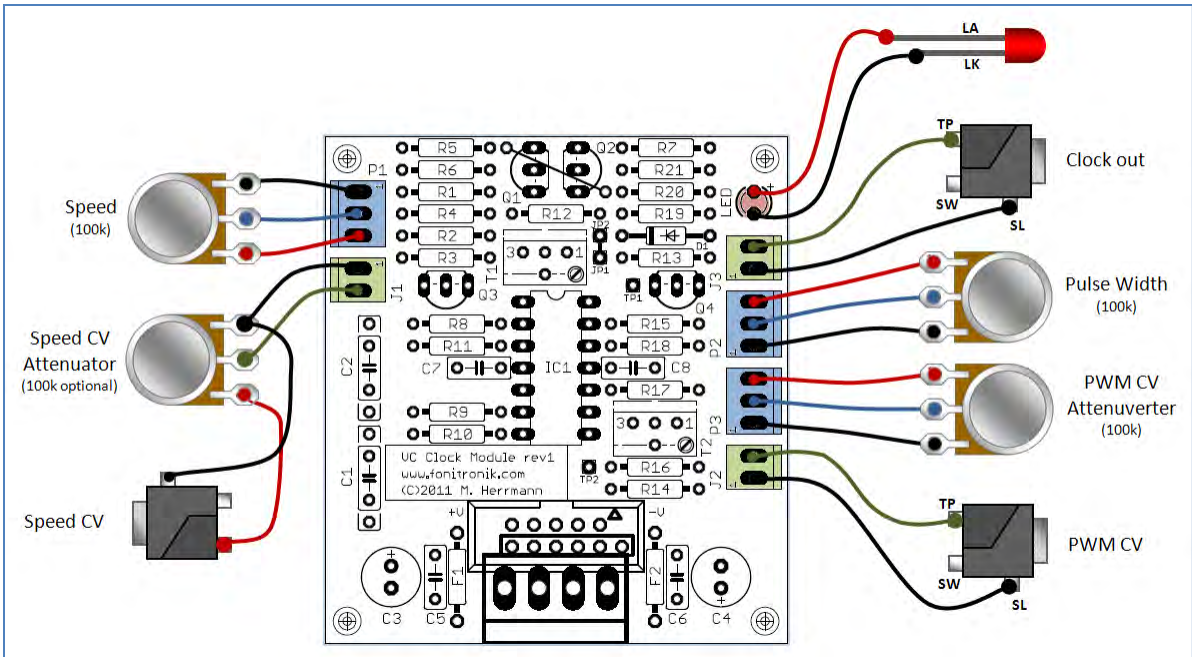 LA
LK
TP
Clock out
SW
SL
Speed
(100k)
Pulse Width
(100k)
Speed CV
Attenuator
(100k optional)
PWM CV
Attenuverter
(100k)
Speed CV
TP
PWM CV
SW
SL
P1
R5
R6
R1
R4
R2
R3
J1
Q1
Q2
R12
R7
R21
R20
R19
D1
R13
LED
+
J3
JP2
JP1
T1
3
1
Q3
TP1
Q4
P2
R8
R11
C7
IC1
C8
R15
R18
R17
C2
R9
R10
3
1
T2
P3
C1
VC Clock Module rev1
www.fonitronik.com
(C)2011 M. Herrmann
TP2
R16
R14
J2
+V
-V
+
C3
C5
F1
F2
C6
C4
+